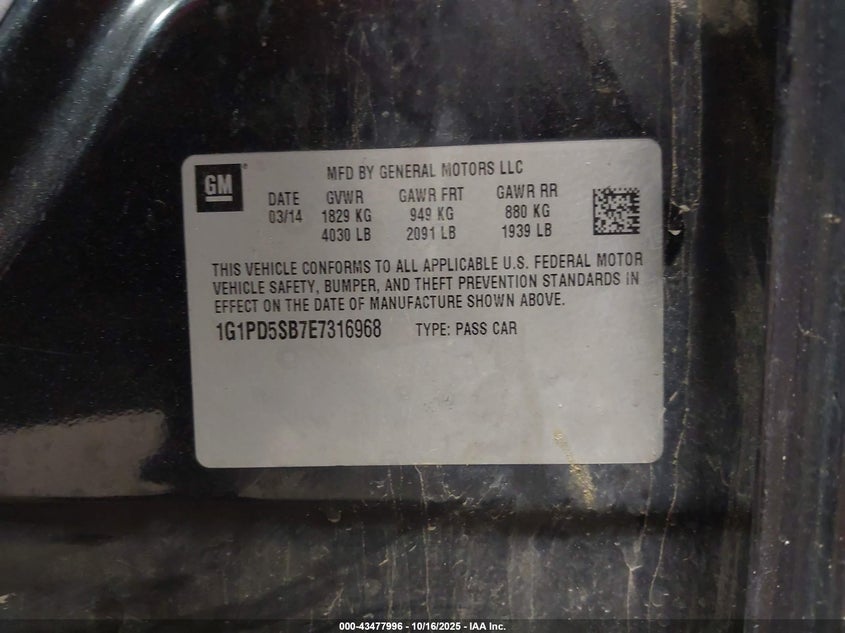 GM
MFD BY GENERAL MOTORS LLC
DATE GVWR GAWR FRT GAWR RR
03/14 1829 KG 949 KG 880 KG
4030 LB 2091 LB 1939 LB
THIS VEHICLE CONFORMS TO ALL APPLICABLE U.S. FEDERAL MOTOR
VEHICLE SAFETY, BUMPER, AND THEFT PREVENTION STANDARDS IN
EFFECT ON THE DATE OF MANUFACTURE SHOWN ABOVE.
1G1PD5SB7E7316968 TYPE: PASS CAR
000-43477996 - 10/16/2025 - IAA Inc.